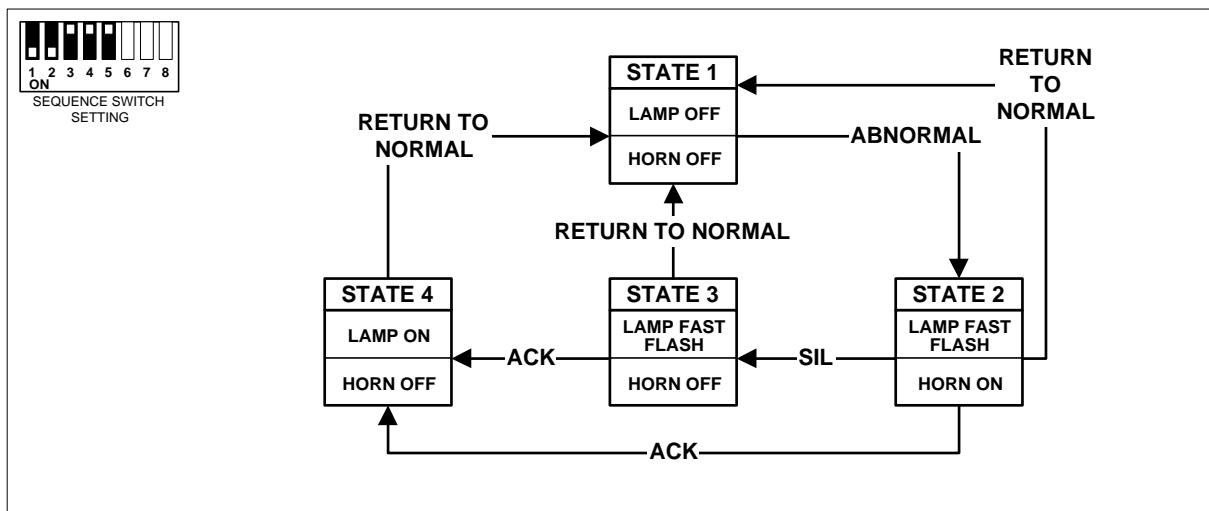 1 2 3 4 5 6 7 8
ON
SEQUENCE SWITCH
SETTING
STATE 1
LAMP OFF
HORN OFF
RETURN
TO
NORMAL
RETURN TO
NORMAL
ABNORMAL
RETURN TO NORMAL
STATE 4
LAMP ON
HORN OFF
STATE 3
LAMP FAST
FLASH
HORN OFF
STATE 2
LAMP FAST
FLASH
HORN ON
ACK
SIL
ACK